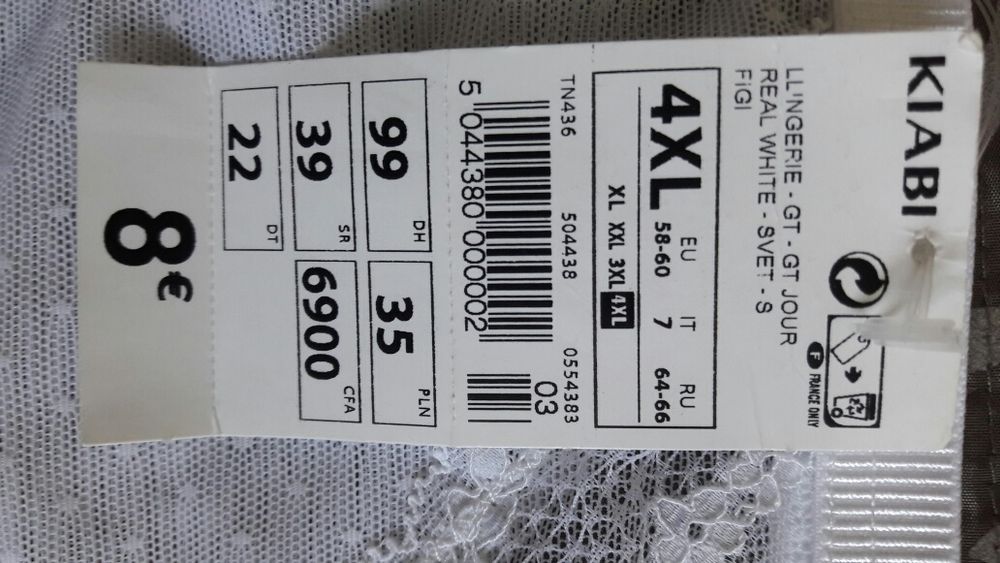 KIABI
LL'INGERIE - GT - GT JOUR
REAL WHITE - SVET - S
FiGI
F FRANCE ONLY
EU IT RU
4XL 58-60 7 64-66
XL XXL 3XL 4XL
TN436 504438 0554383
03
5 044380 000002
99 DH
35 PLN
39 SR
6900 CFA
22 DT
8€